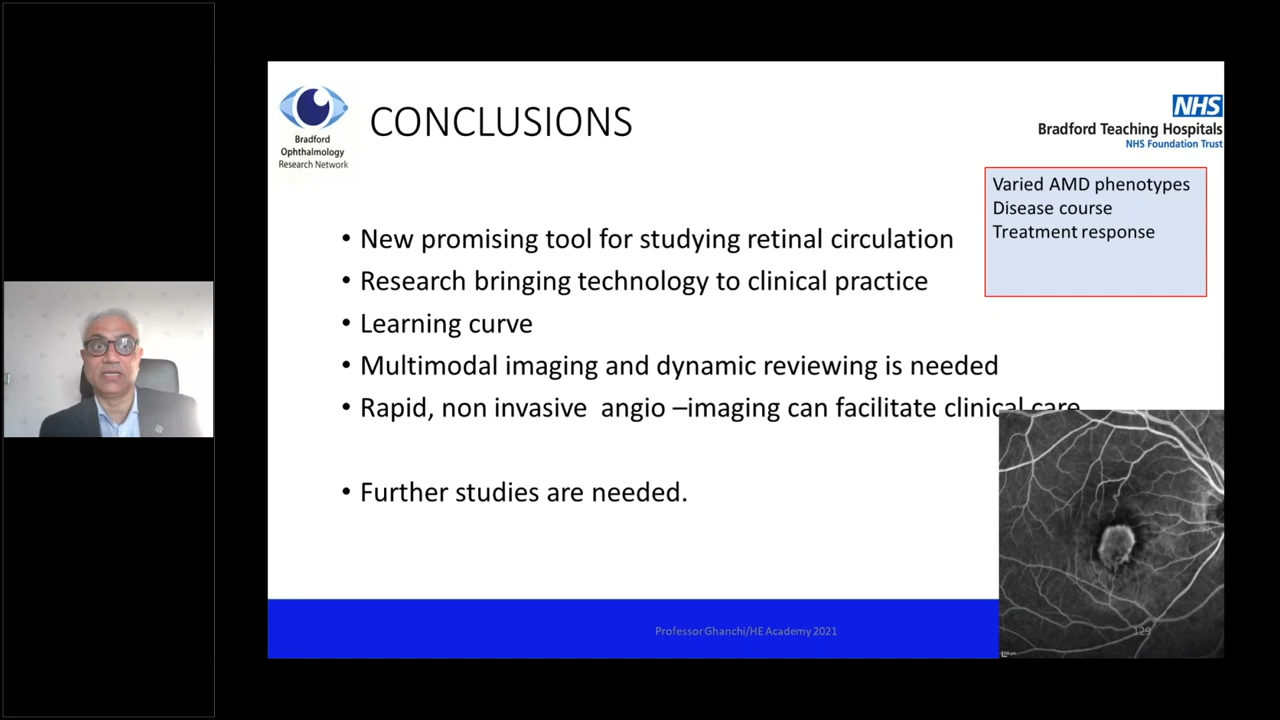 Bradford
Ophthalmology
Research Network
CONCLUSIONS
NHS
Bradford Teaching Hospitals
NHS Foundation Trust
Varied AMD phenotypes
Disease course
Treatment response
• New promising tool for studying retinal circulation
• Research bringing technology to clinical practice
• Learning curve
• Multimodal imaging and dynamic reviewing is needed
• Rapid, non invasive angio –imaging can facilitate clinical care
• Further studies are needed.
Professor Ghanchi/HE Academy 2021
129